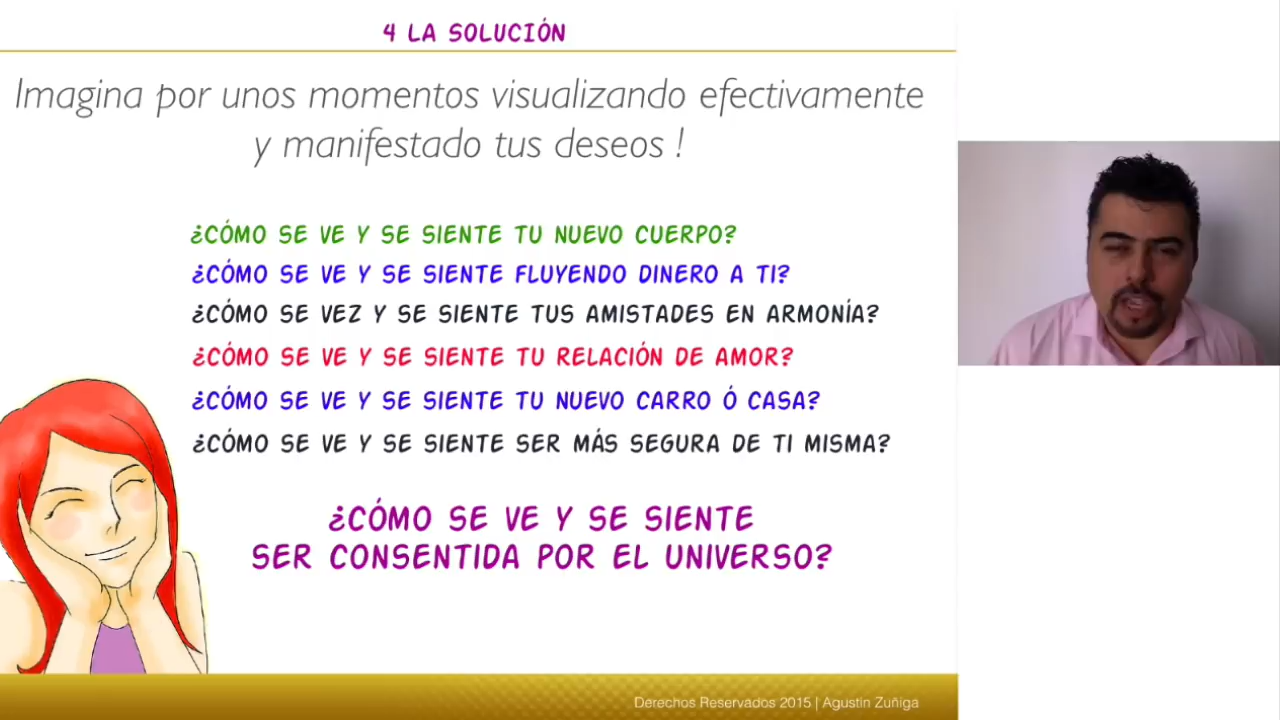 4 LA SOLUCIÓN
Imagina por unos momentos visualizando efectivamente
y manifestado tus deseos !
¿CÓMO SE VE Y SE SIENTE TU NUEVO CUERPO?
¿CÓMO SE VE Y SE SIENTE FLUYENDO DINERO A TI?
¿CÓMO SE VEZ Y SE SIENTE TUS AMISTADES EN ARMONÍA?
¿CÓMO SE VE Y SE SIENTE TU RELACIÓN DE AMOR?
¿CÓMO SE VE Y SE SIENTE TU NUEVO CARRO Ó CASA?
¿CÓMO SE VE Y SE SIENTE SER MÁS SEGURA DE TI MISMA?
¿CÓMO SE VE Y SE SIENTE
SER CONSENTIDA POR EL UNIVERSO?
Derechos Reservados 2015 | Agustin Zuñiga